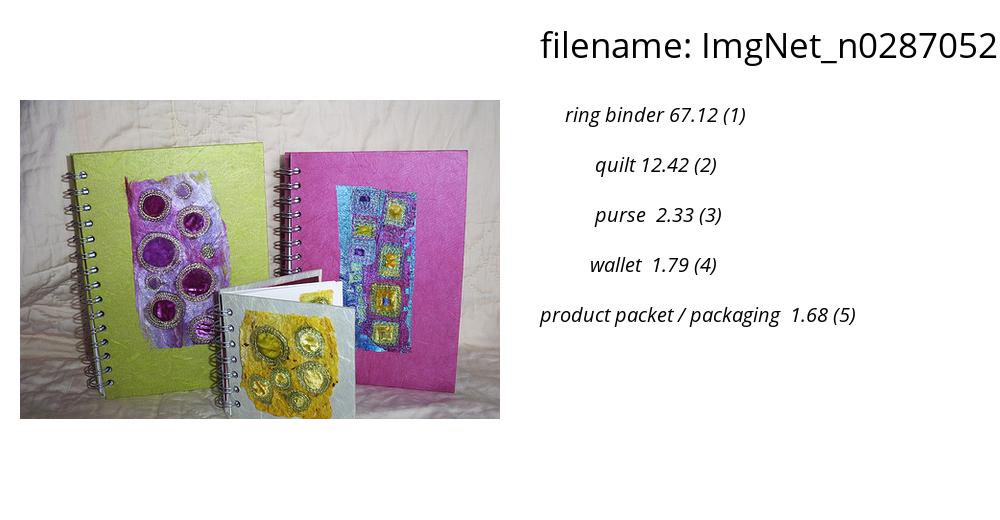 filename: ImgNet_n0287052
ring binder 67.12 (1)
quilt 12.42 (2)
purse 2.33 (3)
wallet 1.79 (4)
product packet / packaging 1.68 (5)